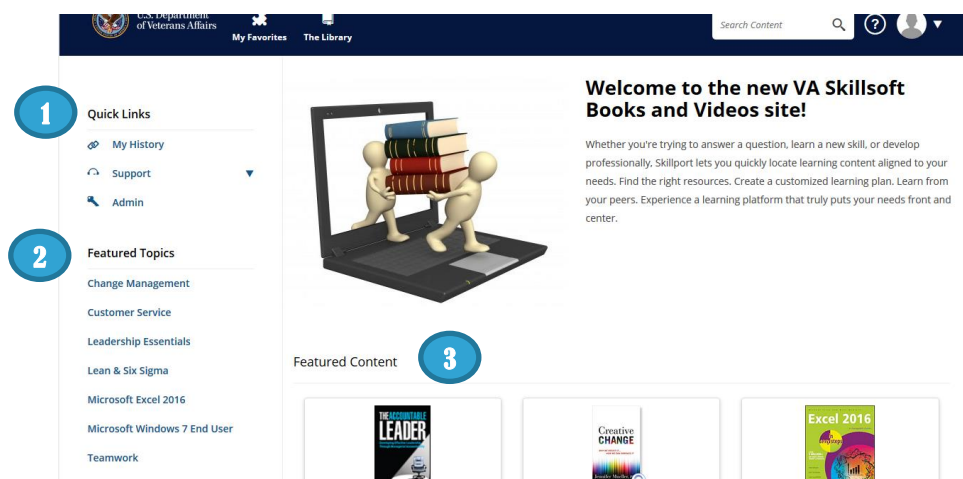 U.S. Department
of Veterans Affairs
My Favorites
The Library
Search Content
?
1
Quick Links
My History
Support
Admin
2
Featured Topics
Change Management
Customer Service
Leadership Essentials
Lean & Six Sigma
Microsoft Excel 2016
Microsoft Windows 7 End User
Teamwork
Welcome to the new VA Skillsoft
Books and Videos site!
Whether you're trying to answer a question, learn a new skill, or develop
professionally, Skillport lets you quickly locate learning content aligned to your
needs. Find the right resources. Create a customized learning plan. Learn from
your peers. Experience a learning platform that truly puts your needs front and
center.
Featured Content
3
THE ACCOUNTABLE
LEADER
Creative
CHANGE
Jennifer Mueller
Excel 2016